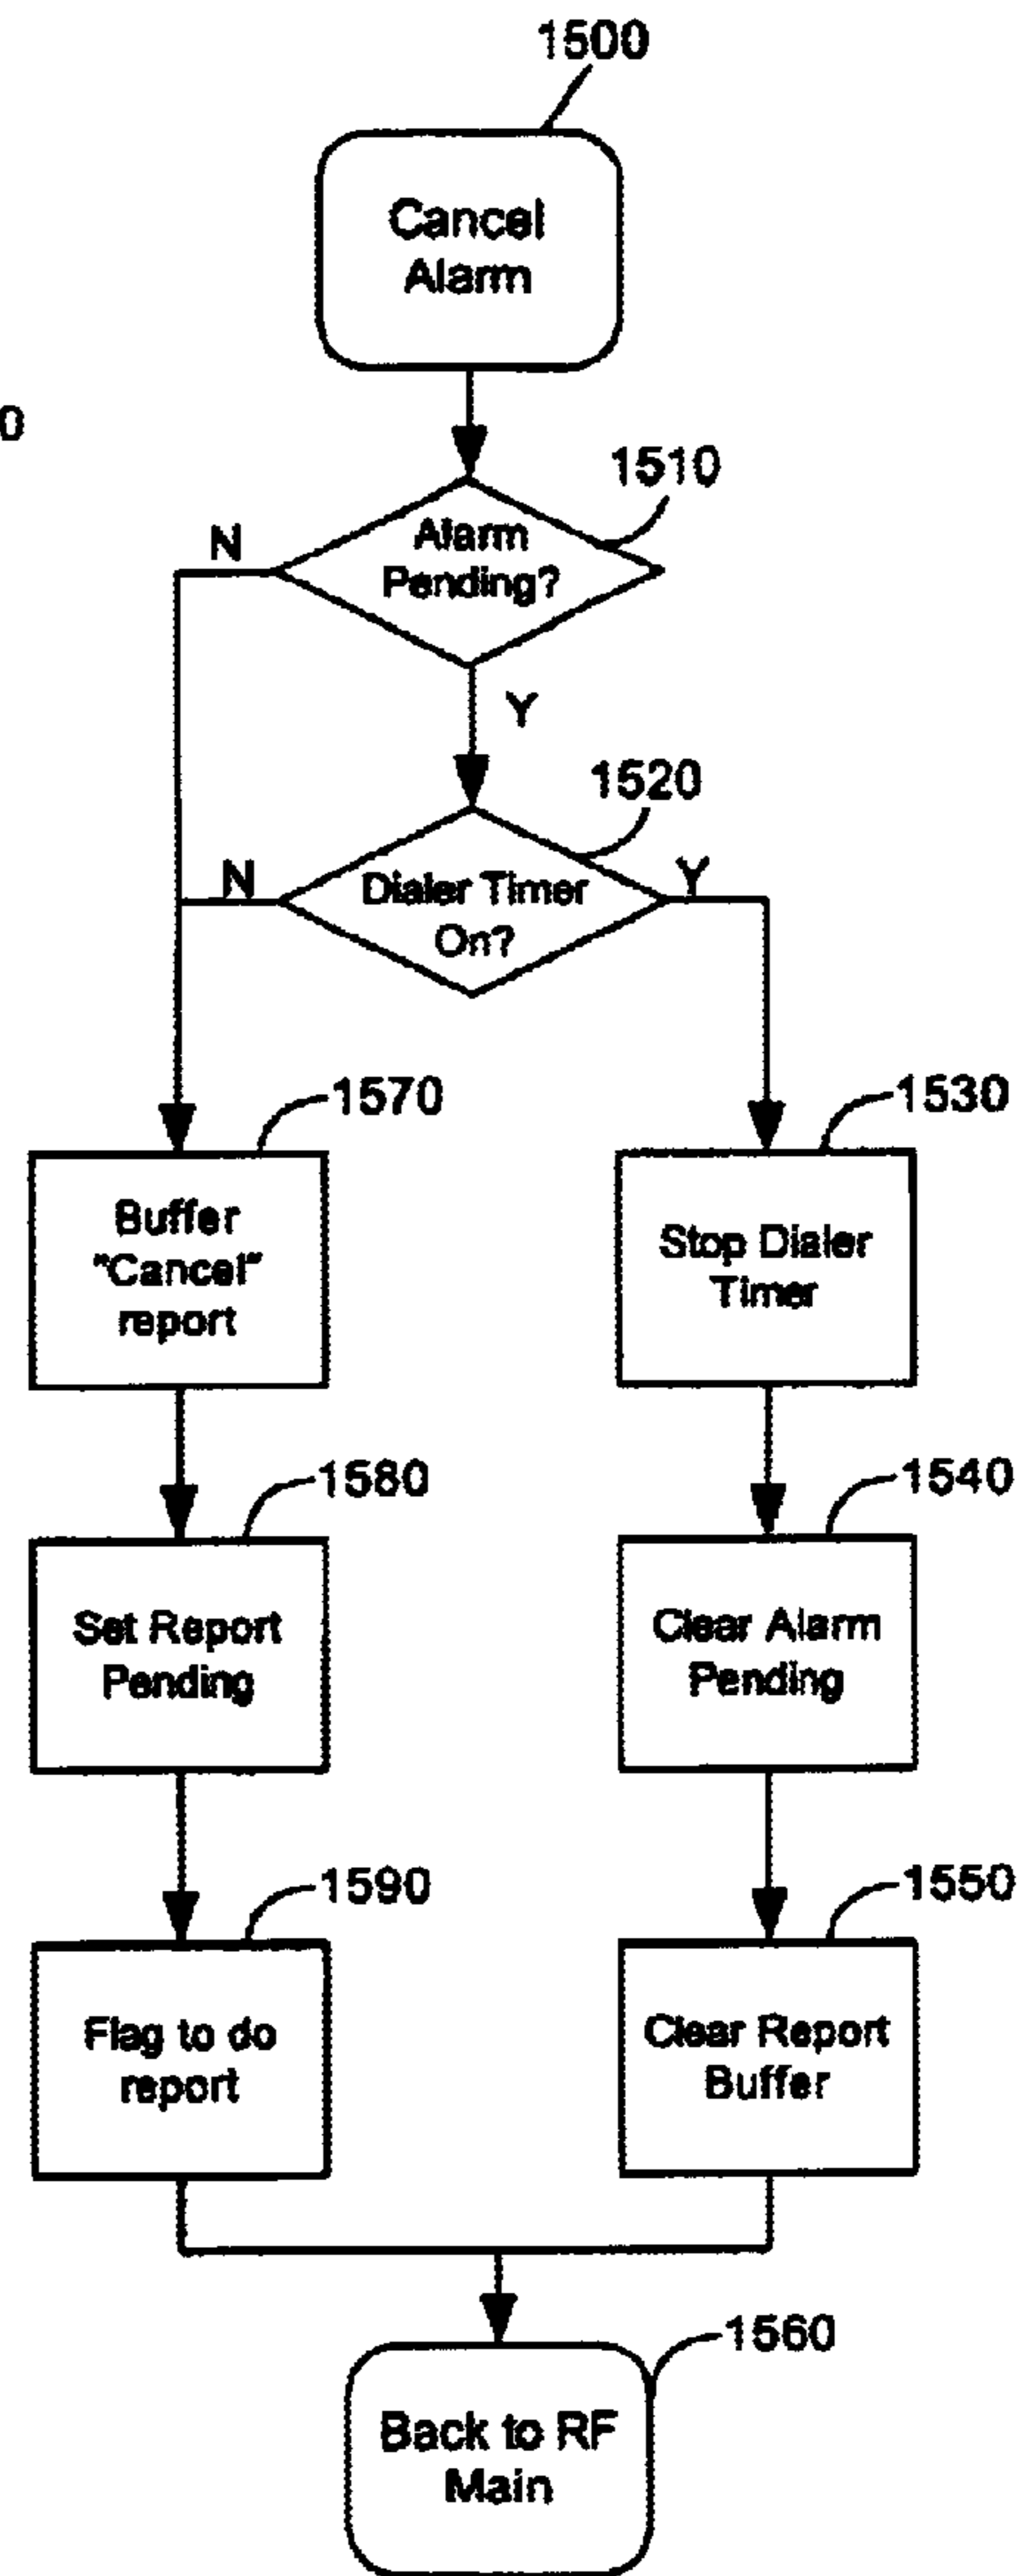 1500
Cancel
Alarm
0
1510
N
Alarm
Pending?
Y
1520
N
Dialer Timer
On?
Y
1570
1530
Buffer
"Cancel"
report
Stop Dialer
Timer
1580
1540
Set Report
Pending
Clear Alarm
Pending
1590
1550
Flag to do
report
Clear Report
Buffer
1560
Back to RF
Main